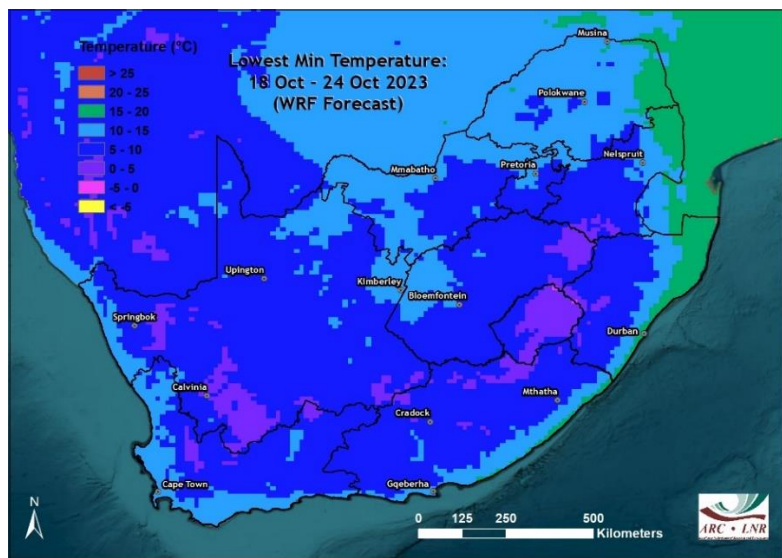 Temperature (°C)
> 25
20 - 25
15 - 20
10 - 15
5 - 10
0 - 5
-5 - 0
< -5
Lowest Min Temperature:
18 Oct - 24 Oct 2023
(WRF Forecast)
Musina
Polokwane
Nelspruit
Pretoria
Mmabatho
Upington
Kimberley
Bloemfontein
Springbok
Durban
Calvinia
Mthatha
Cradock
Cape Town
Gqeberha
N
0 125 250 500
Kilometers
ARC • LNR